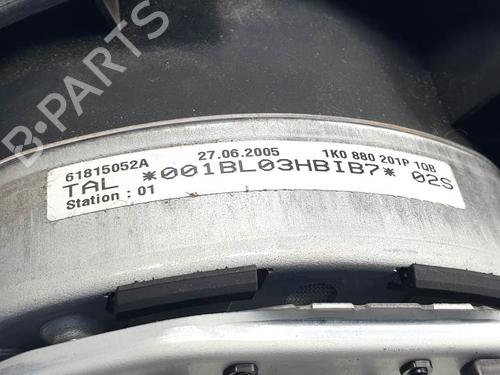 B-PARTS
61815052A 27.06.2005 1K0 880 201P 1QB
TAL *001BL03HBIB7* 02S
Station : 01